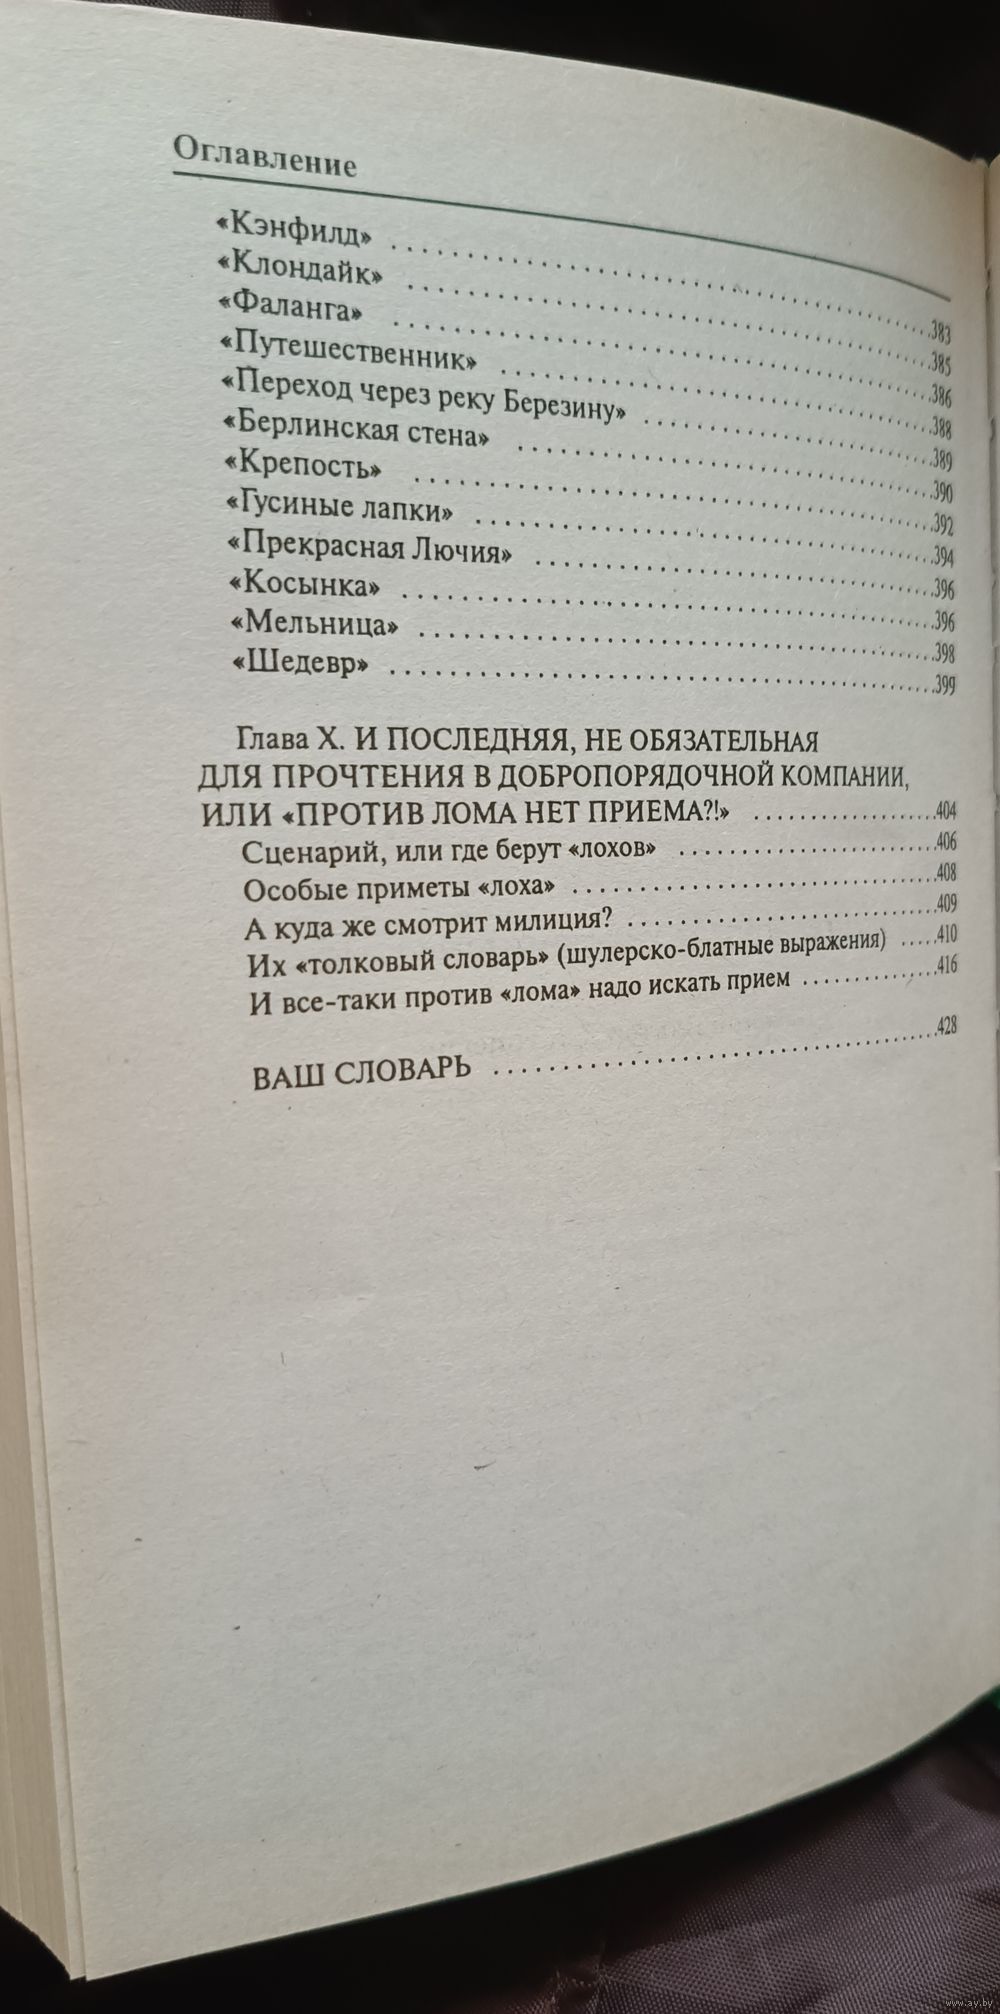 Оглавление
«Кэнфилд» ........ 383
«Клондайк» ........ 385
«Фаланга» ........ 386
«Путешественник» ........ 388
«Переход через реку Березину» ........ 389
«Берлинская стена» ........ 390
«Крепость» ........ 392
«Гусиные лапки» ........ 394
«Прекрасная Лючия» ........ 396
«Косынка» ........ 396
«Мельница» ........ 398
«Шедевр» ........ 399
Глава X. И ПОСЛЕДНЯЯ, НЕ ОБЯЗАТЕЛЬНАЯ
ДЛЯ ПРОЧТЕНИЯ В ДОБРОПОРЯДОЧНОЙ КОМПАНИИ,
ИЛИ «ПРОТИВ ЛОМА НЕТ ПРИЕМА?!» ........ 404
Сценарий, или где берут «лохов» ........ 406
Особые приметы «лоха» ........ 408
А куда же смотрит милиция? ........ 409
Их «толковый словарь» (шулерско-блатные выражения) ..... 410
И все-таки против «лома» надо искать прием ........ 416
ВАШ СЛОВАРЬ ........ 428
www.ay.by